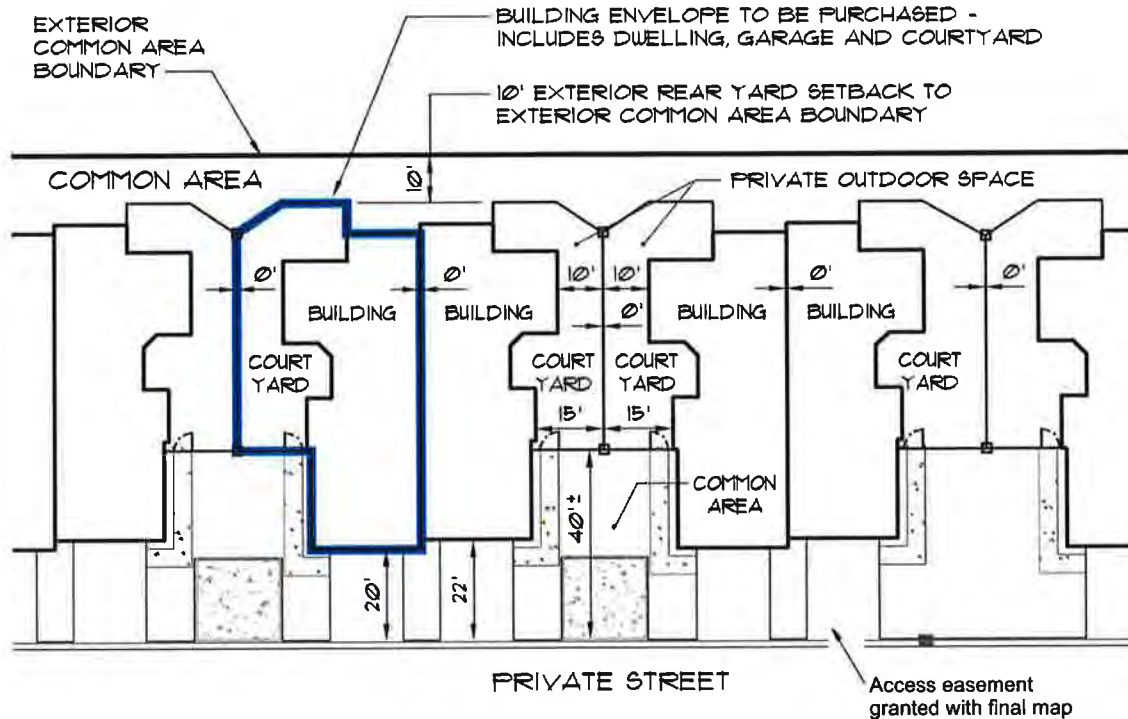 EXTERIOR
COMMON AREA
BOUNDARY
BUILDING ENVELOPE TO BE PURCHASED -
INCLUDES DWELLING, GARAGE AND COURTYARD
10' EXTERIOR REAR YARD SETBACK TO
EXTERIOR COMMON AREA BOUNDARY
COMMON AREA
10'
PRIVATE OUTDOOR SPACE
0'
0'
10'
10'
0'
0'
0'
BUILDING
BUILDING
BUILDING
BUILDING
COURT
YARD
COURT
YARD
COURT
YARD
COURT
YARD
15'
15'
COMMON
AREA
40'±
20'
22'
PRIVATE STREET
Access easement
granted with final map